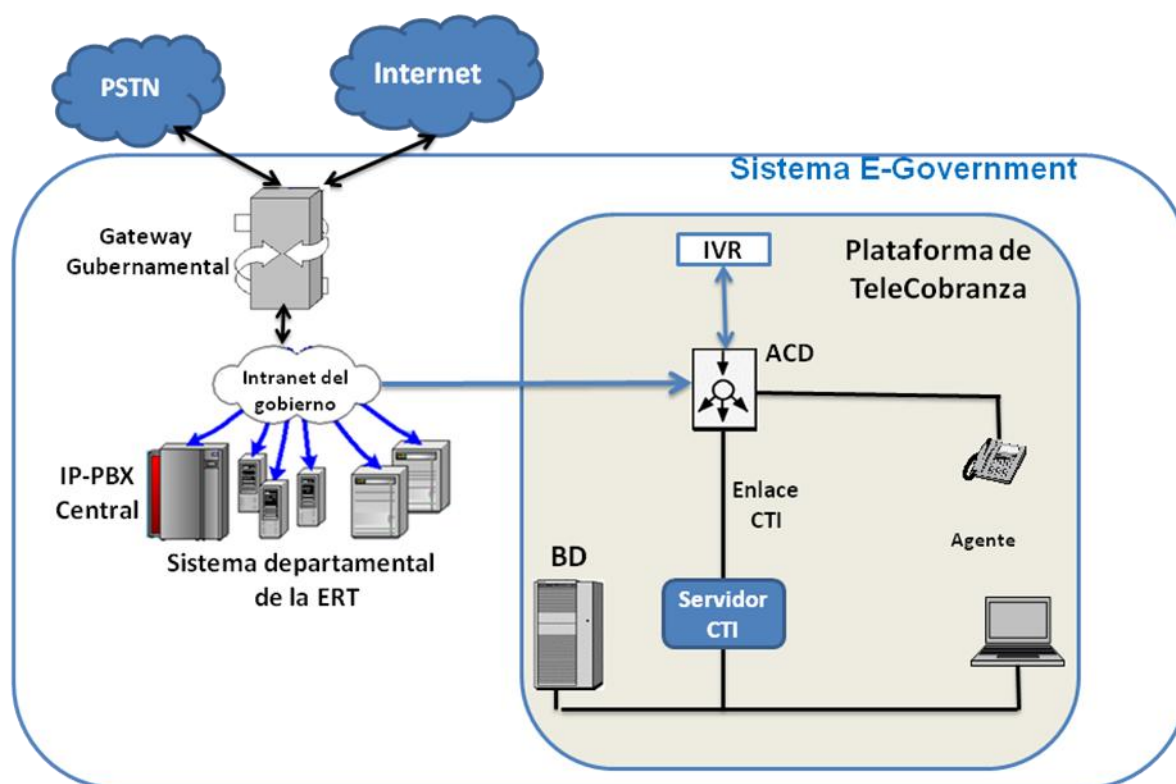 PSTN
Internet
Sistema E-Government
Gateway
Gubernamental
IVR
Plataforma de
TeleCobranza
ACD
Intranet del
gobierno
IP-PBX
Central
Enlace
CTI
Agente
Sistema departamental
de la ERT
BD
Servidor
CTI